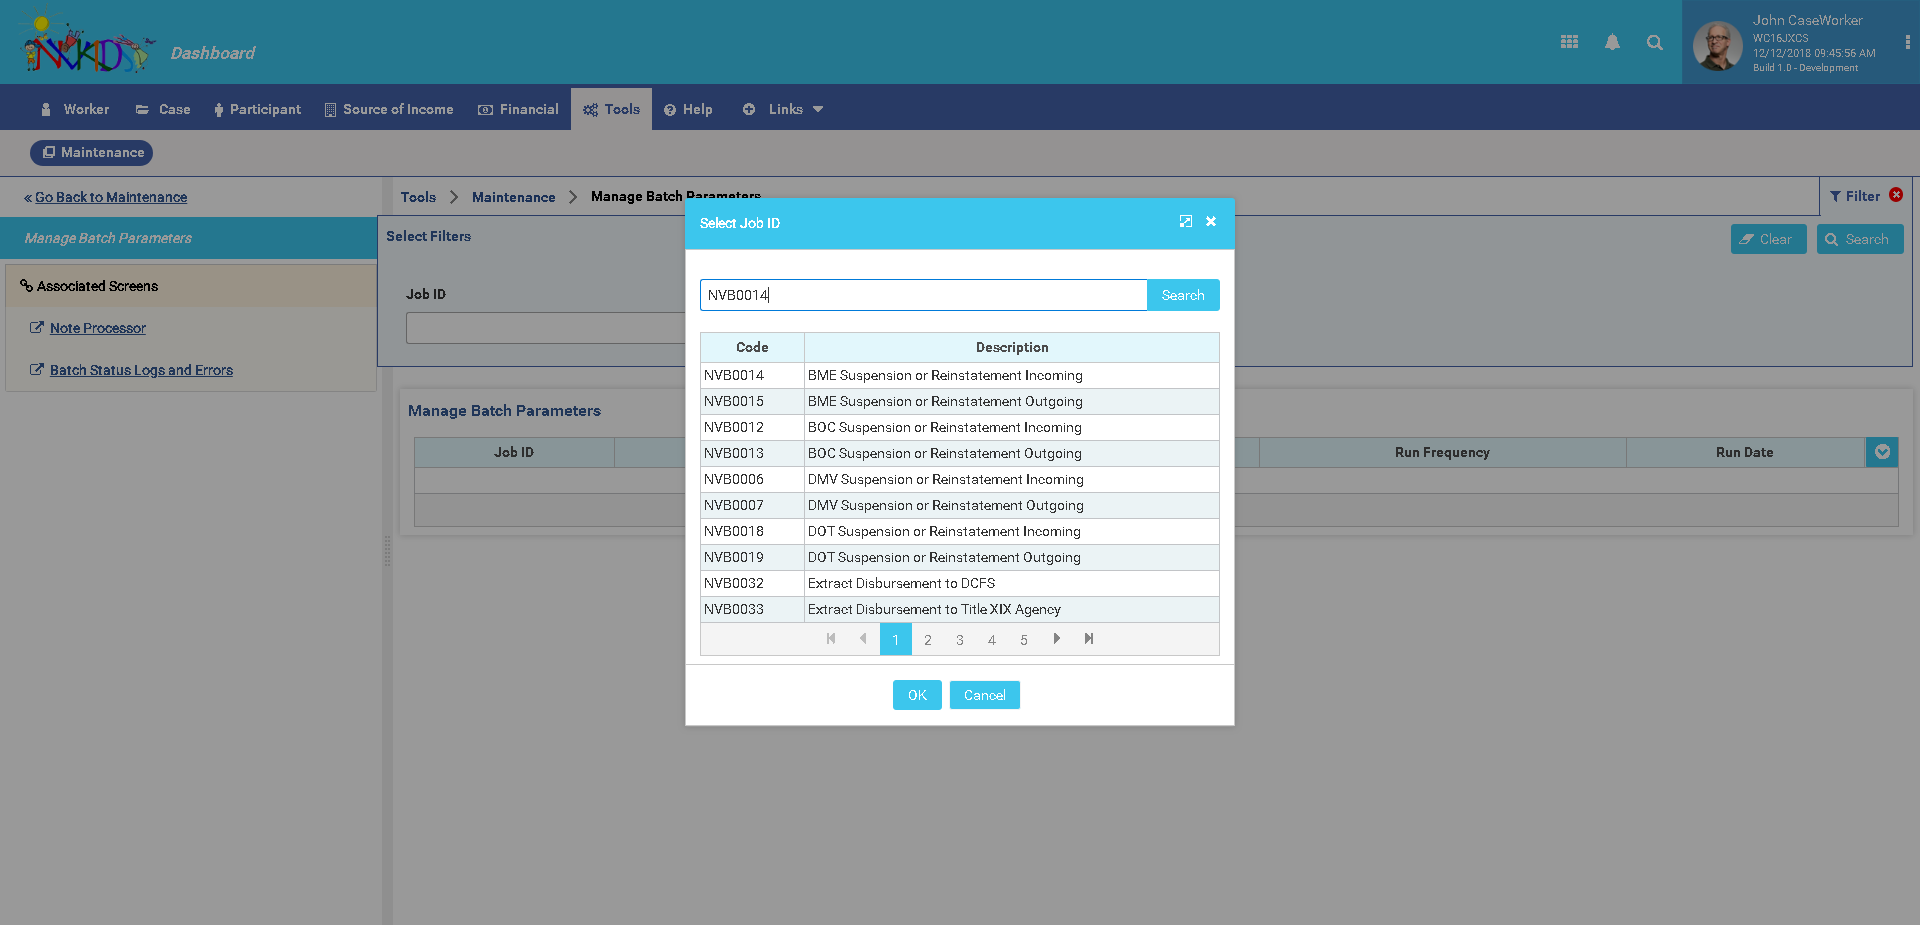 NVKIDS
Dashboard
John CaseWorker
WC16JXCS
12/12/2018 09:45:56 AM
Build 1.0 - Development
Worker
Case
Participant
Source of Income
Financial
Tools
Help
Links
Maintenance
« Go Back to Maintenance
Tools
Maintenance
Manage Batch Parameters
Filter
Manage Batch Parameters
Select Filters
Clear
Search
Associated Screens
Note Processor
Batch Status Logs and Errors
Job ID
Select Job ID
NVB0014
Search
Code Description
NVB0014 BME Suspension or Reinstatement Incoming
NVB0015 BME Suspension or Reinstatement Outgoing
NVB0012 BOC Suspension or Reinstatement Incoming
NVB0013 BOC Suspension or Reinstatement Outgoing
NVB0006 DMV Suspension or Reinstatement Incoming
NVB0007 DMV Suspension or Reinstatement Outgoing
NVB0018 DOT Suspension or Reinstatement Incoming
NVB0019 DOT Suspension or Reinstatement Outgoing
NVB0032 Extract Disbursement to DCFS
NVB0033 Extract Disbursement to Title XIX Agency
1 2 3 4 5
OK
Cancel
Manage Batch Parameters
Job ID
Run Frequency
Run Date